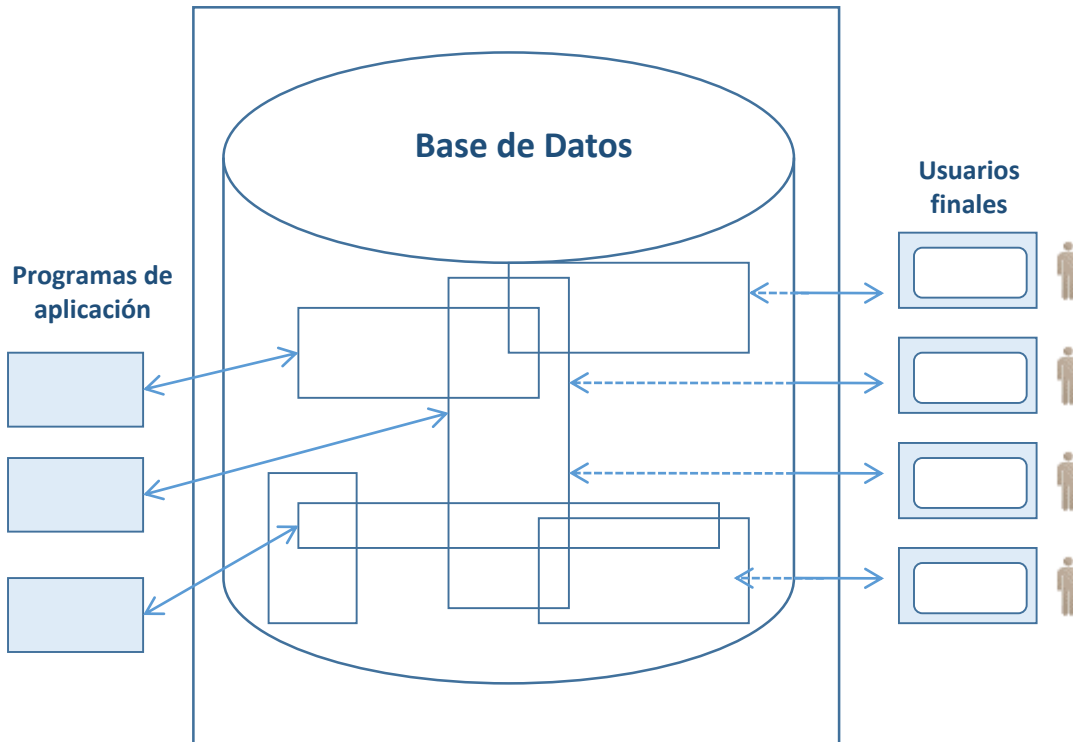 Base de Datos
Usuarios
finales
Programas de
aplicación